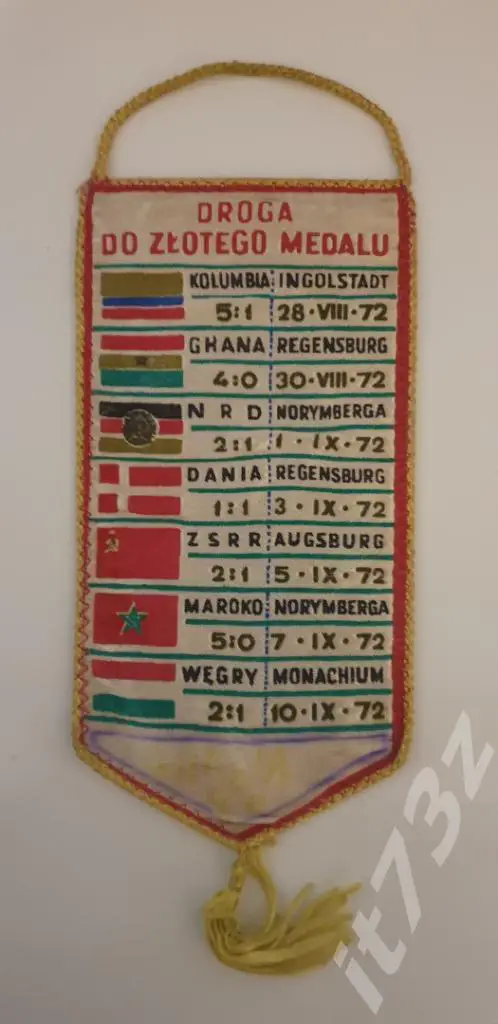 DROGA
DO ZŁOTEGO MEDALU
KOLUMBIA INGOLSTADT
5:1 28·VIII·72
GHANA REGENSBURG
4:0 30·VIII·72
NRD NORYMBERGA
2:1 1·IX·72
DANIA REGENSBURG
1:1 3·IX·72
ZSRR AUGSBURG
2:1 5·IX·72
MAROKO NORYMBERGA
5:0 7·IX·72
WĘGRY MONACHIUM
2:1 10·IX·72
it73z